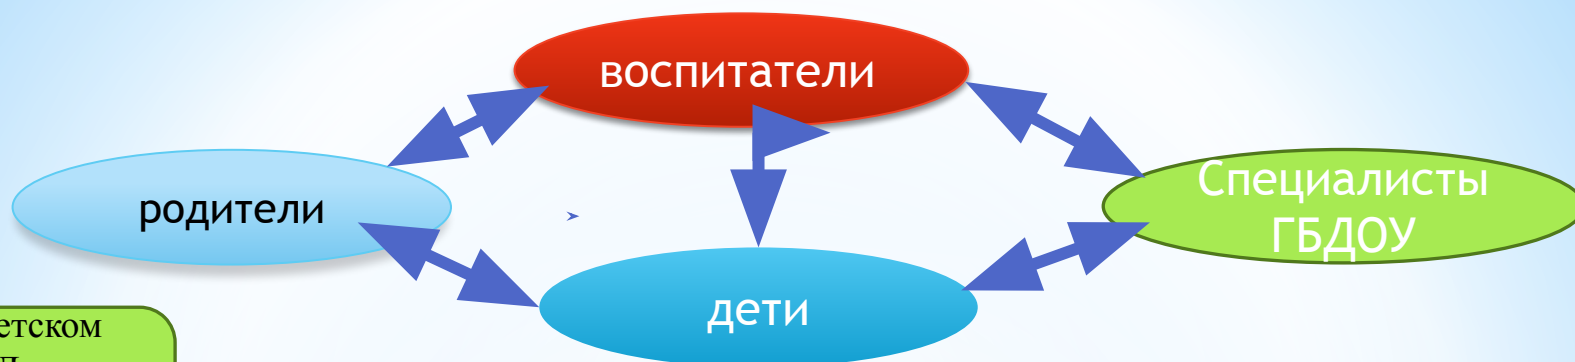 воспитатели
родители
Специалисты
ГБДОУ
дети
етском